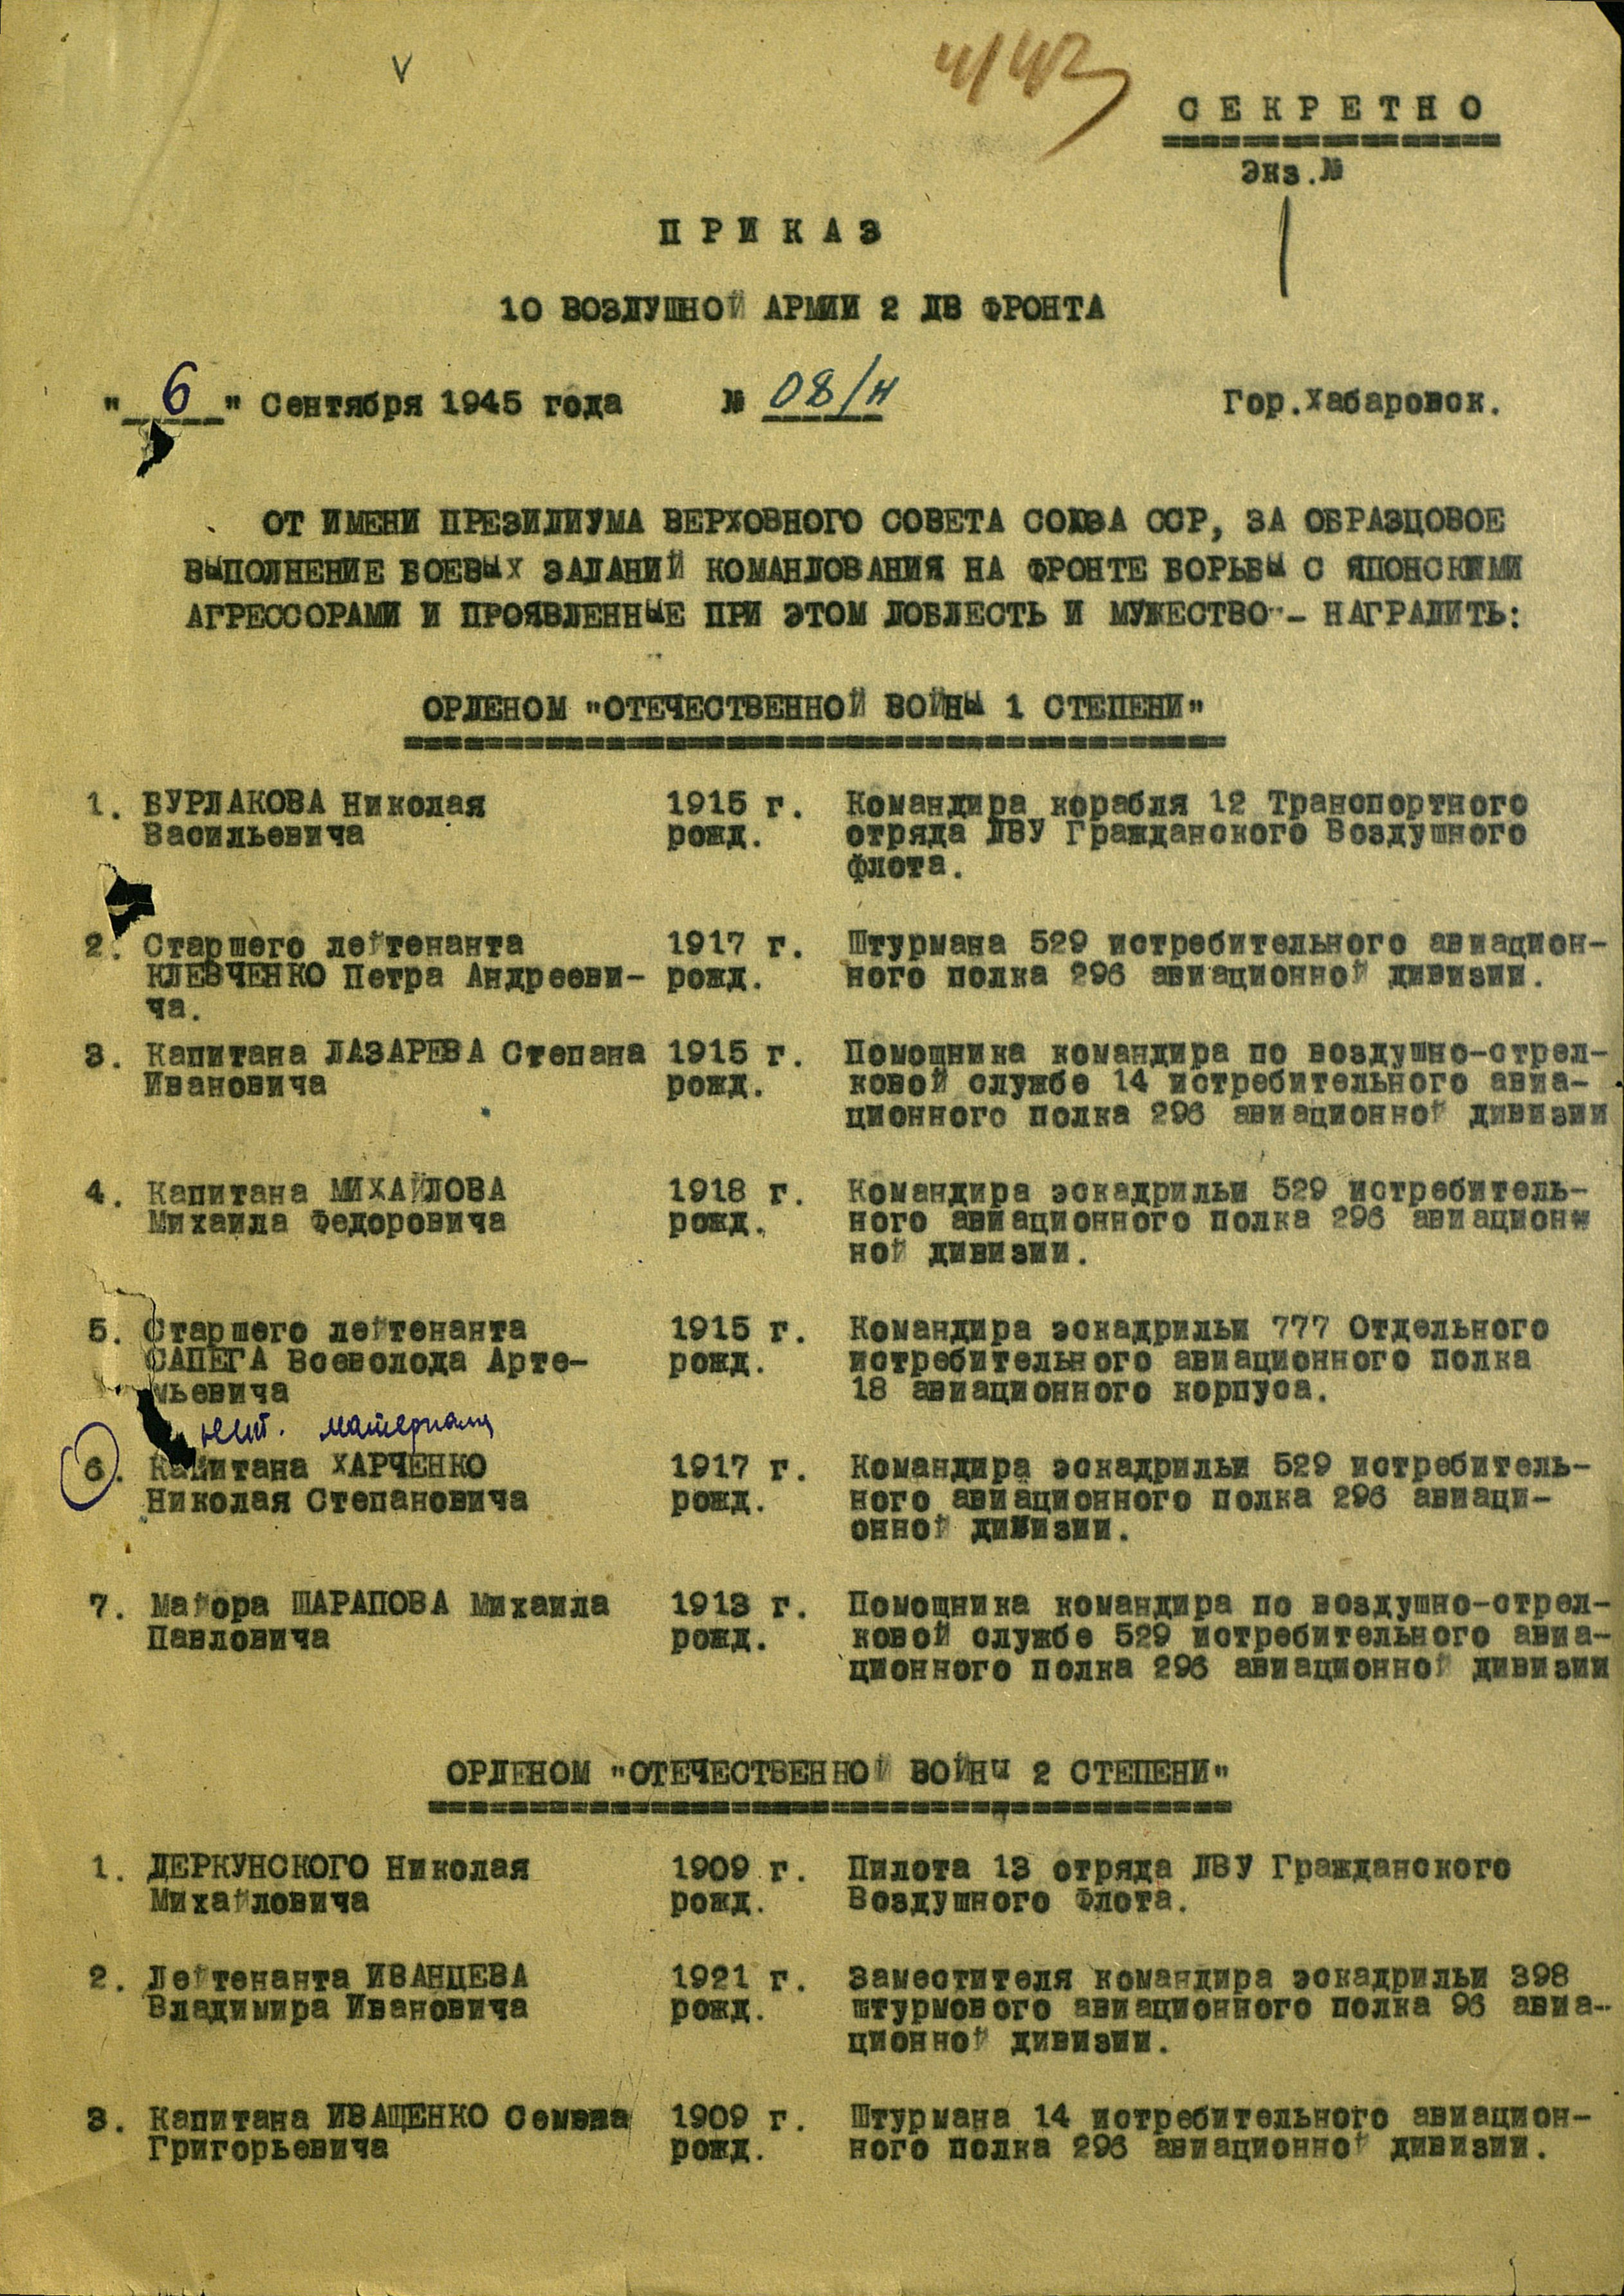 V
4/42
СЕКРЕТНО
Экз.№
1
ПРИКАЗ
10 ВОЗДУШНОЙ АРМИИ 2 ДВ ФРОНТА
"6" Сентября 1945 года № 08/н Гор.Хабаровск.
ОТ ИМЕНИ ПРЕЗИДИУМА ВЕРХОВНОГО СОВЕТА СОЮЗА ССР, ЗА ОБРАЗЦОВОЕ
ВЫПОЛНЕНИЕ БОЕВЫХ ЗАДАНИЙ КОМАНДОВАНИЯ НА ФРОНТЕ БОРЬБЫ С ЯПОНСКИМИ
АГРЕССОРАМИ И ПРОЯВЛЕННЫЕ ПРИ ЭТОМ ДОБЛЕСТЬ И МУЖЕСТВО - НАГРАДИТЬ:
ОРДЕНОМ "ОТЕЧЕСТВЕННОЙ ВОЙНЫ 1 СТЕПЕНИ"
1. БУРЛАКОВА Николая 1915 г. Командира корабля 12 Транспортного
Васильевича рожд. отряда ДВУ Гражданского Воздушного
флота.
2. Старшего лейтенанта 1917 г. Штурмана 529 истребительного авиацион-
КЛЕВЧЕНКО Петра Андрееви- рожд. ного полка 296 авиационной дивизии.
ча.
3. Капитана ЛАЗАРЕВА Степана 1915 г. Помощника командира по воздушно-стрел-
Ивановича рожд. ковой службе 14 истребительного авиа-
ционного полка 296 авиационной дивизии
4. Капитана МИХАЙЛОВА 1918 г. Командира эскадрильи 529 истребитель-
Михаила Федоровича рожд. ного авиационного полка 296 авиацион-
ной дивизии.
5. Старшего лейтенанта 1915 г. Командира эскадрильи 777 Отдельного
САПЕГА Всеволода Арте- рожд. истребительного авиационного полка
мьевича 18 авиационного корпуса.
нет. материала
6. Капитана ХАРЧЕНКО 1917 г. Командира эскадрильи 529 истребитель-
Николая Степановича рожд. ного авиационного полка 296 авиаци-
онной дивизии.
7. Майора ШАРАПОВА Михаила 1913 г. Помощника командира по воздушно-стрел-
Павловича рожд. ковой службе 529 истребительного авиа-
ционного полка 296 авиационной дивизии
ОРДЕНОМ "ОТЕЧЕСТВЕННОЙ ВОЙНЫ 2 СТЕПЕНИ"
1. ДЕРКУНСКОГО Николая 1909 г. Пилота 13 отряда ДВУ Гражданского
Михайловича рожд. Воздушного Флота.
2. Лейтенанта ИВАНЦЕВА 1921 г. Заместителя командира эскадрильи 398
Владимира Ивановича рожд. штурмового авиационного полка 96 авиа-
ционной дивизии.
3. Капитана ИВАЩЕНКО Семена 1909 г. Штурмана 14 истребительного авиацион-
Григорьевича рожд. ного полка 296 авиационной дивизии.